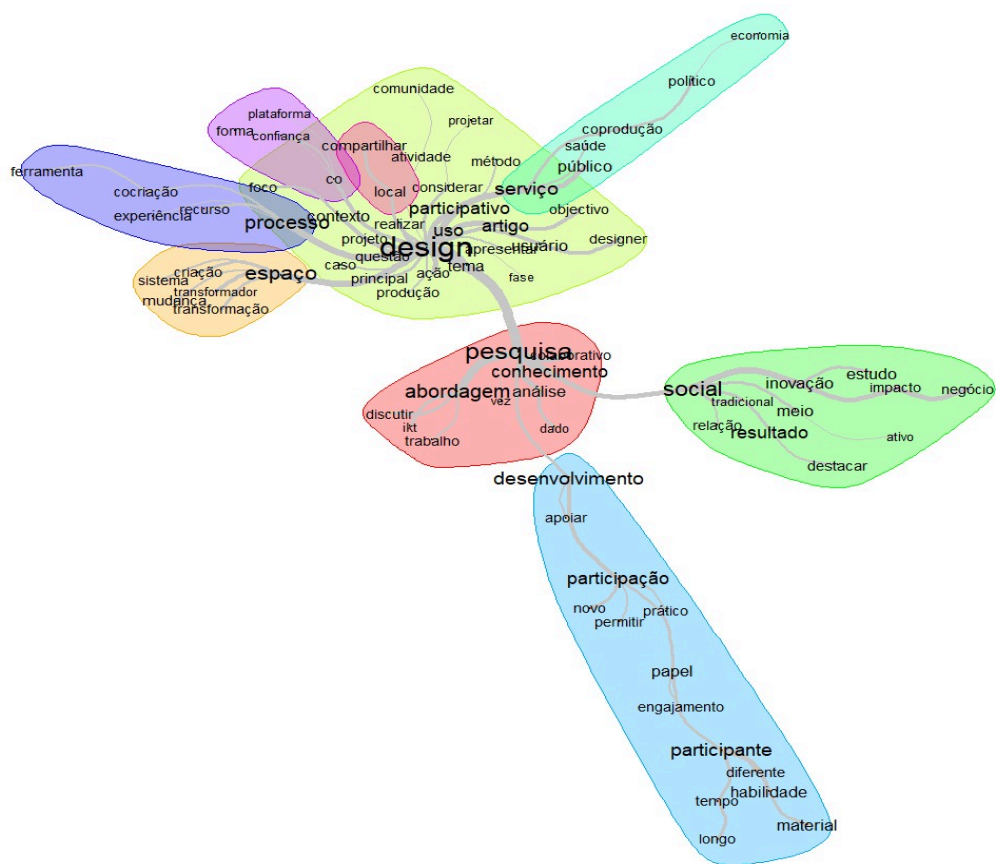 economia
político
comunidade
plataforma
projetar
forma
confiança
coprodução
compartilhar
saúde
atividade
método
público
ferramenta
co
foco
considerar
serviço
cocriação
local
recurso
experiência
contexto
participativo
objectivo
processo
realizar
uso
artigo
projeto
design
apresentar
usuário
designer
questão
caso
tema
criação
espaço
ação
principal
fase
sistema
transformador
produção
mudança
transformação
pesquisa
colaborativo
conhecimento
abordagem
análise
vez
discutir
ikt
trabalho
dado
social
inovação
estudo
impacto
negócio
tradicional
meio
relação
resultado
ativo
destacar
desenvolvimento
apoiar
participação
novo
prático
permitir
papel
engajamento
participante
diferente
habilidade
tempo
material
longo